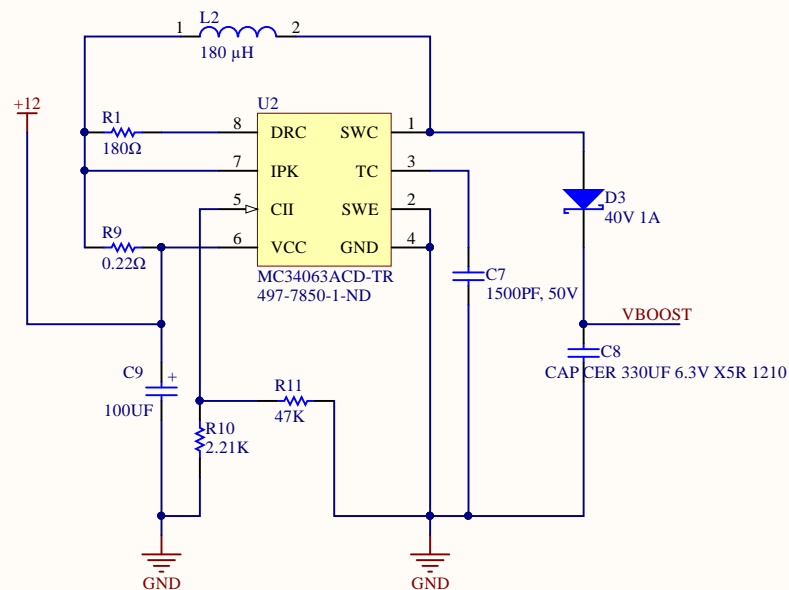 L2
1 2
180 µH
+12
U2
R1
180Ω
8 DRC SWC 1
7 IPK TC 3
5 CII SWE 2
R9
0.22Ω
6 VCC GND 4
MC34063ACD-TR
497-7850-1-ND
D3
40V 1A
C7
1500PF, 50V
VBOOST
C8
CAP CER 330UF 6.3V X5R 1210
C9
+
100UF
R11
47K
R10
2.21K
GND
GND